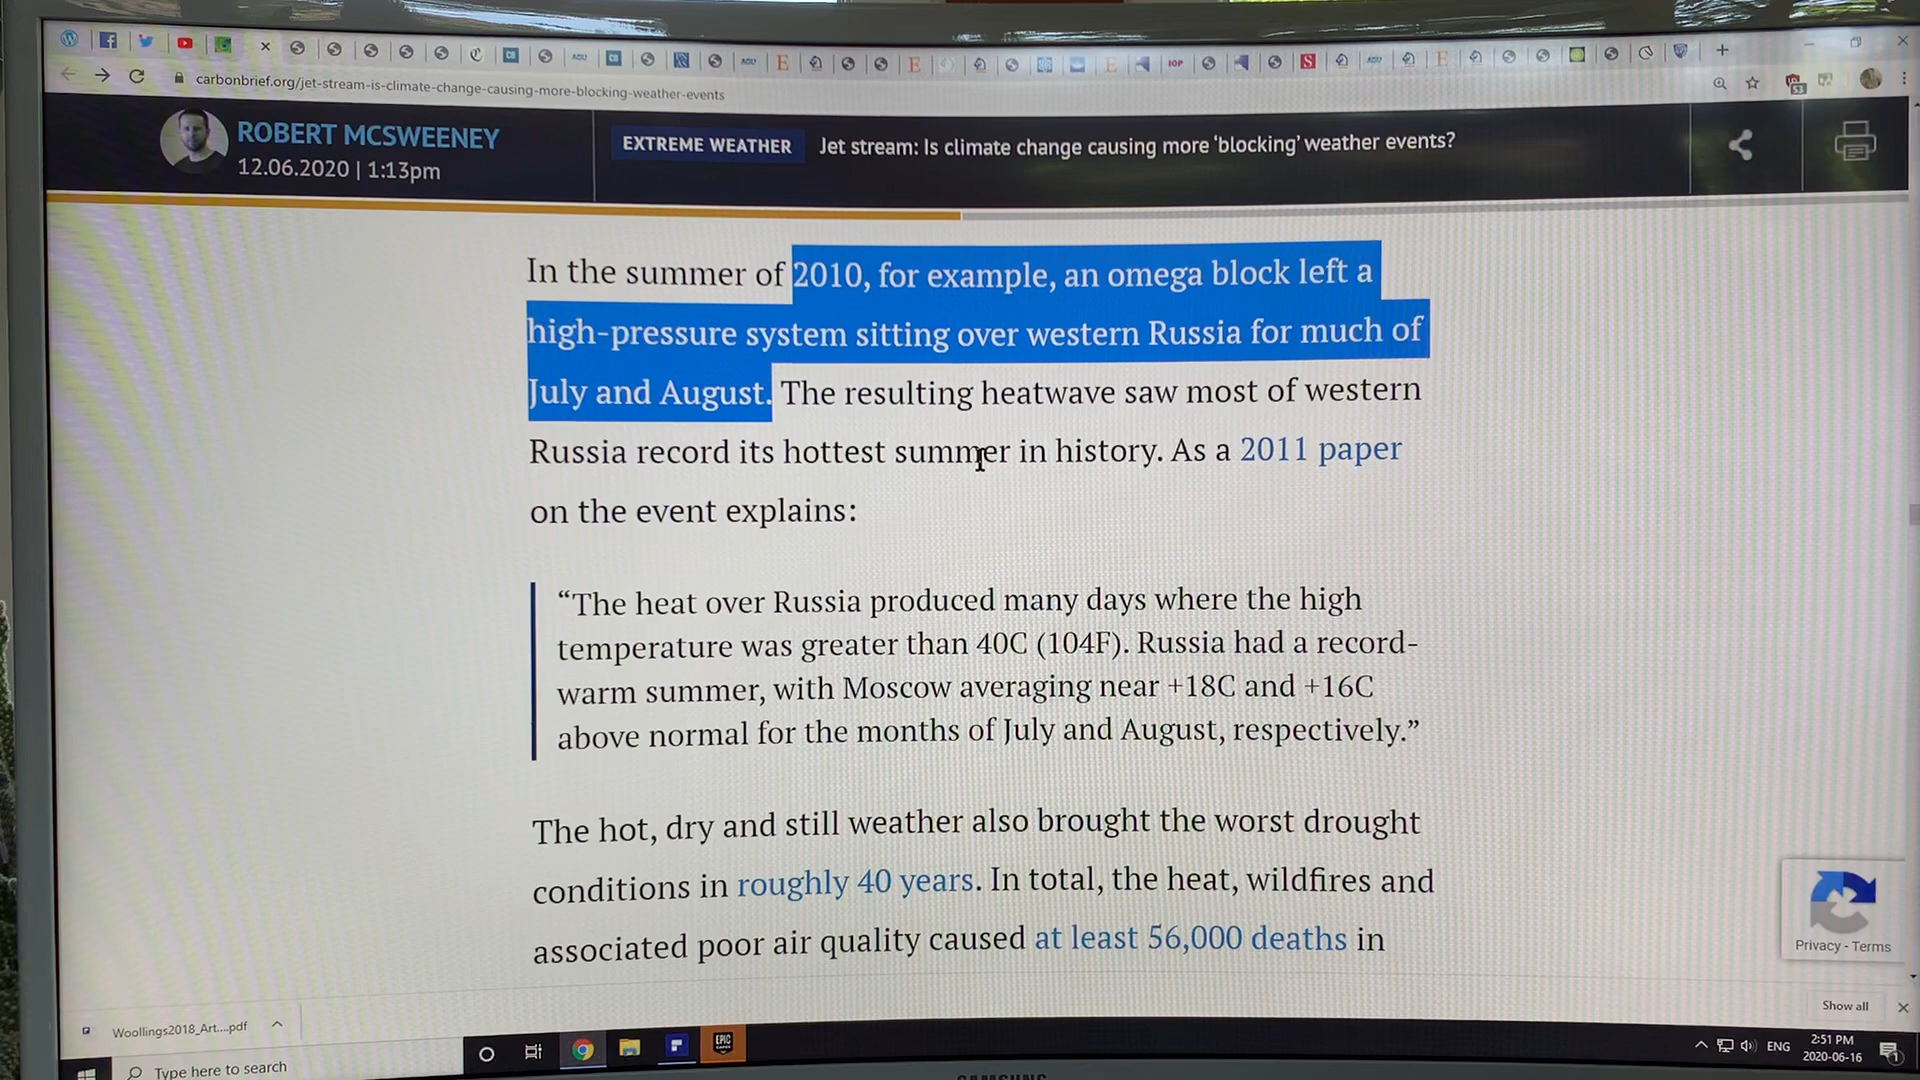 carbonbrief.org/jet-stream-is-climate-change-causing-more-blocking-weather-events
53
ROBERT MCSWEENEY
12.06.2020 | 1:13pm
EXTREME WEATHER
Jet stream: Is climate change causing more ‘blocking’ weather events?
In the summer of 2010, for example, an omega block left a
high-pressure system sitting over western Russia for much of
July and August. The resulting heatwave saw most of western
Russia record its hottest summer in history. As a 2011 paper
on the event explains:
“The heat over Russia produced many days where the high
temperature was greater than 40C (104F). Russia had a record-
warm summer, with Moscow averaging near +18C and +16C
above normal for the months of July and August, respectively.”
The hot, dry and still weather also brought the worst drought
conditions in roughly 40 years. In total, the heat, wildfires and
associated poor air quality caused at least 56,000 deaths in
Privacy - Terms
Woollings2018_Art....pdf
Show all
Type here to search
EPIC
GAMES
ENG
2:51 PM
2020-06-16
1
SAMSUNG